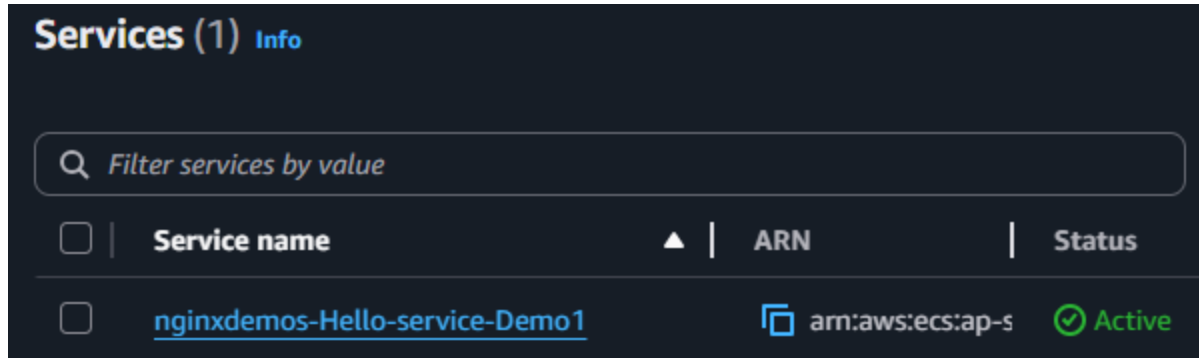 Services (1) Info
Filter services by value
Service name ARN Status
nginxdemos-Hello-service-Demo1 arn:aws:ecs:ap-s Active